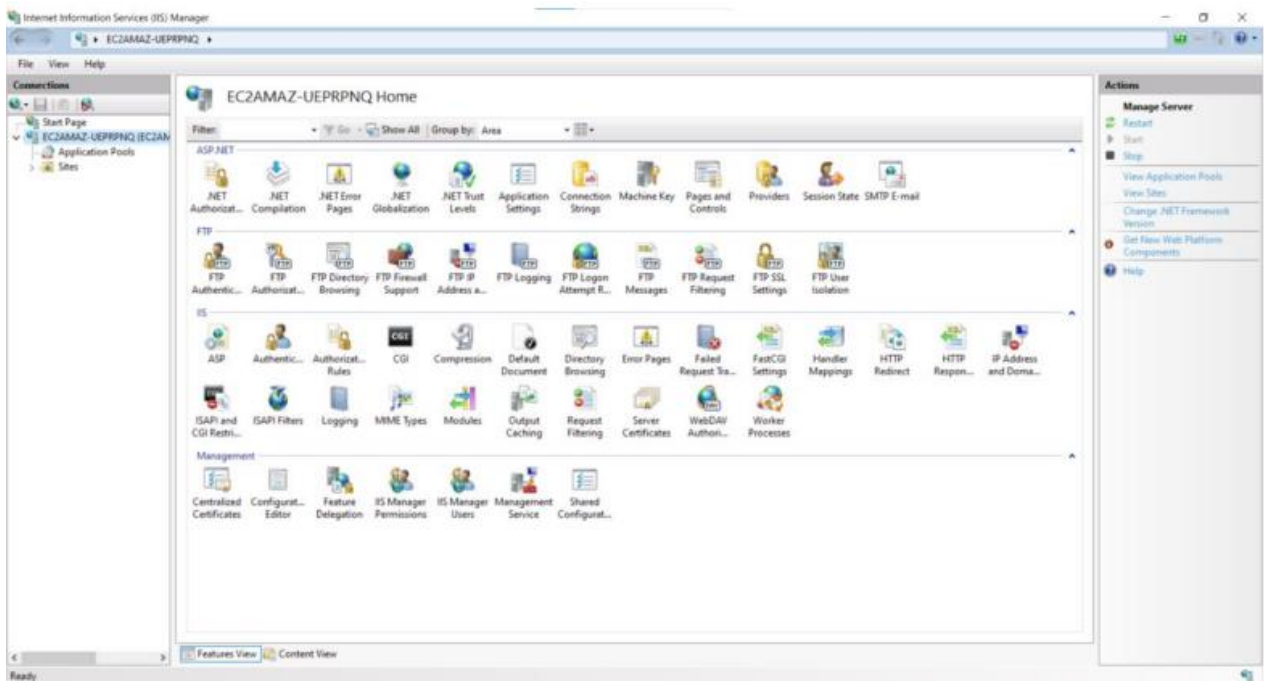 Internet Information Services (IIS) Manager
EC2AMAZ-UEPRPNQ
File View Help
Connections
Start Page
EC2AMAZ-UEPRPNQ (EC2AM
Application Pools
Sites
EC2AMAZ-UEPRPNQ Home
Filter: Go Show All Group by: Area
ASP.NET
.NET Authorizat...
.NET Compilation
.NET Error Pages
.NET Globalization
.NET Trust Levels
Application Settings
Connection Strings
Machine Key
Pages and Controls
Providers
Session State
SMTP E-mail
FTP
FTP Authentic...
FTP Authorizat...
FTP Directory Browsing
FTP Firewall Support
FTP IP Address a...
FTP Logging
FTP Logon Attempt R...
FTP Messages
FTP Request Filtering
FTP SSL Settings
FTP User Isolation
IIS
ASP
Authentic...
Authorizat... Rules
CGI
Compression
Default Document
Directory Browsing
Error Pages
Failed Request Tra...
FastCGI Settings
Handler Mappings
HTTP Redirect
HTTP Respon...
IP Address and Doma...
ISAPI and CGI Restri...
ISAPI Filters
Logging
MIME Types
Modules
Output Caching
Request Filtering
Server Certificates
WebDAV Authori...
Worker Processes
Management
Centralized Certificates
Configurat... Editor
Feature Delegation
IIS Manager Permissions
IIS Manager Users
Management Service
Shared Configurat...
Features View Content View
Ready
Actions
Manage Server
Restart
Start
Stop
View Application Pools
View Sites
Change .NET Framework
Version
Get New Web Platform
Components
Help